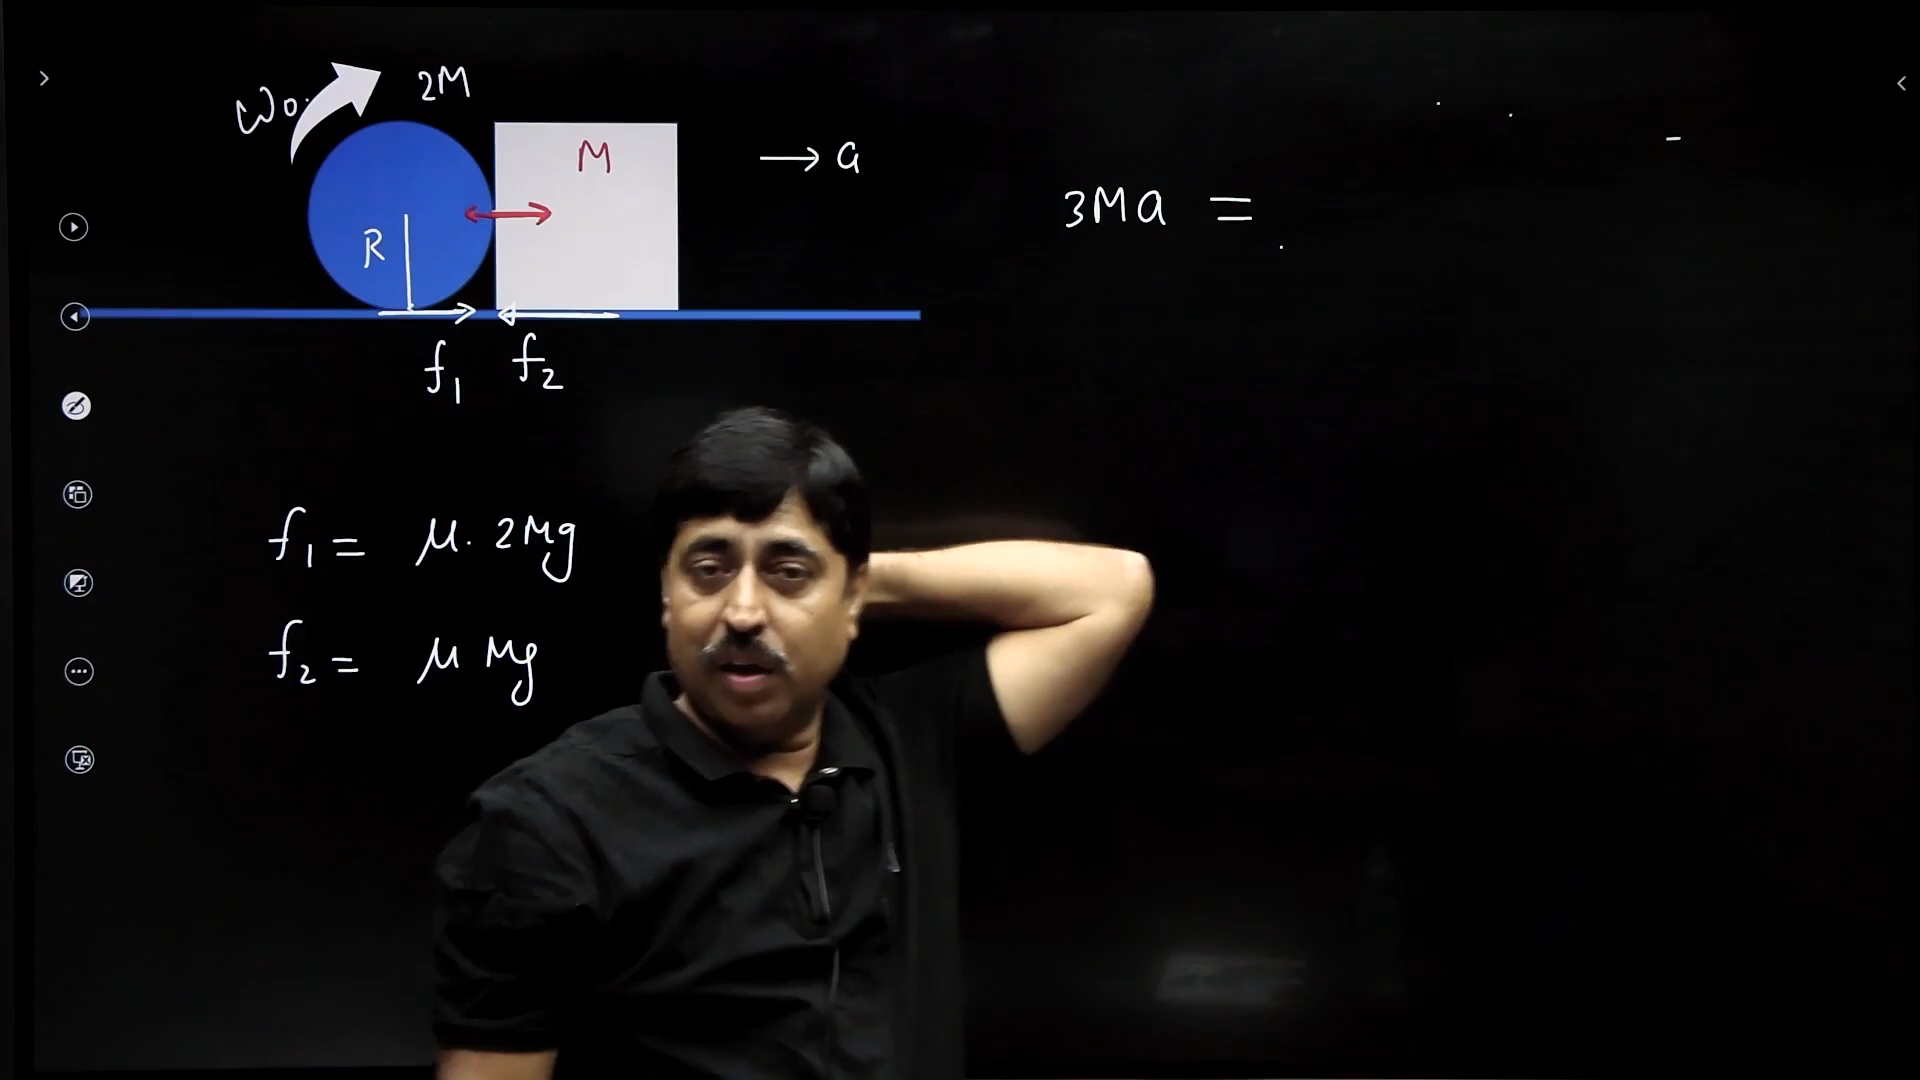 ω₀
2M
M
→ a
R
f₁ f₂
3Ma =
f₁ = μ. 2Mg
f₂ = μ Mg